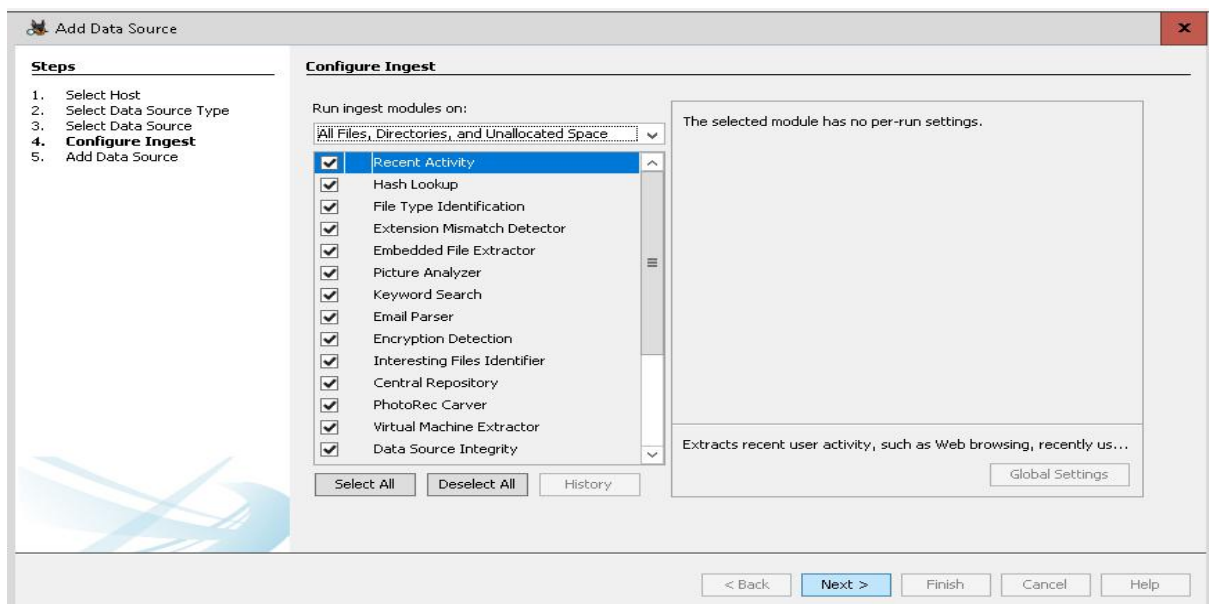 Add Data Source
x
Steps
1. Select Host
2. Select Data Source Type
3. Select Data Source
4. Configure Ingest
5. Add Data Source
Configure Ingest
Run ingest modules on:
All Files, Directories, and Unallocated Space
Recent Activity
Hash Lookup
File Type Identification
Extension Mismatch Detector
Embedded File Extractor
Picture Analyzer
Keyword Search
Email Parser
Encryption Detection
Interesting Files Identifier
Central Repository
PhotoRec Carver
Virtual Machine Extractor
Data Source Integrity
Select All
Deselect All
History
The selected module has no per-run settings.
Extracts recent user activity, such as Web browsing, recently us...
Global Settings
< Back
Next >
Finish
Cancel
Help